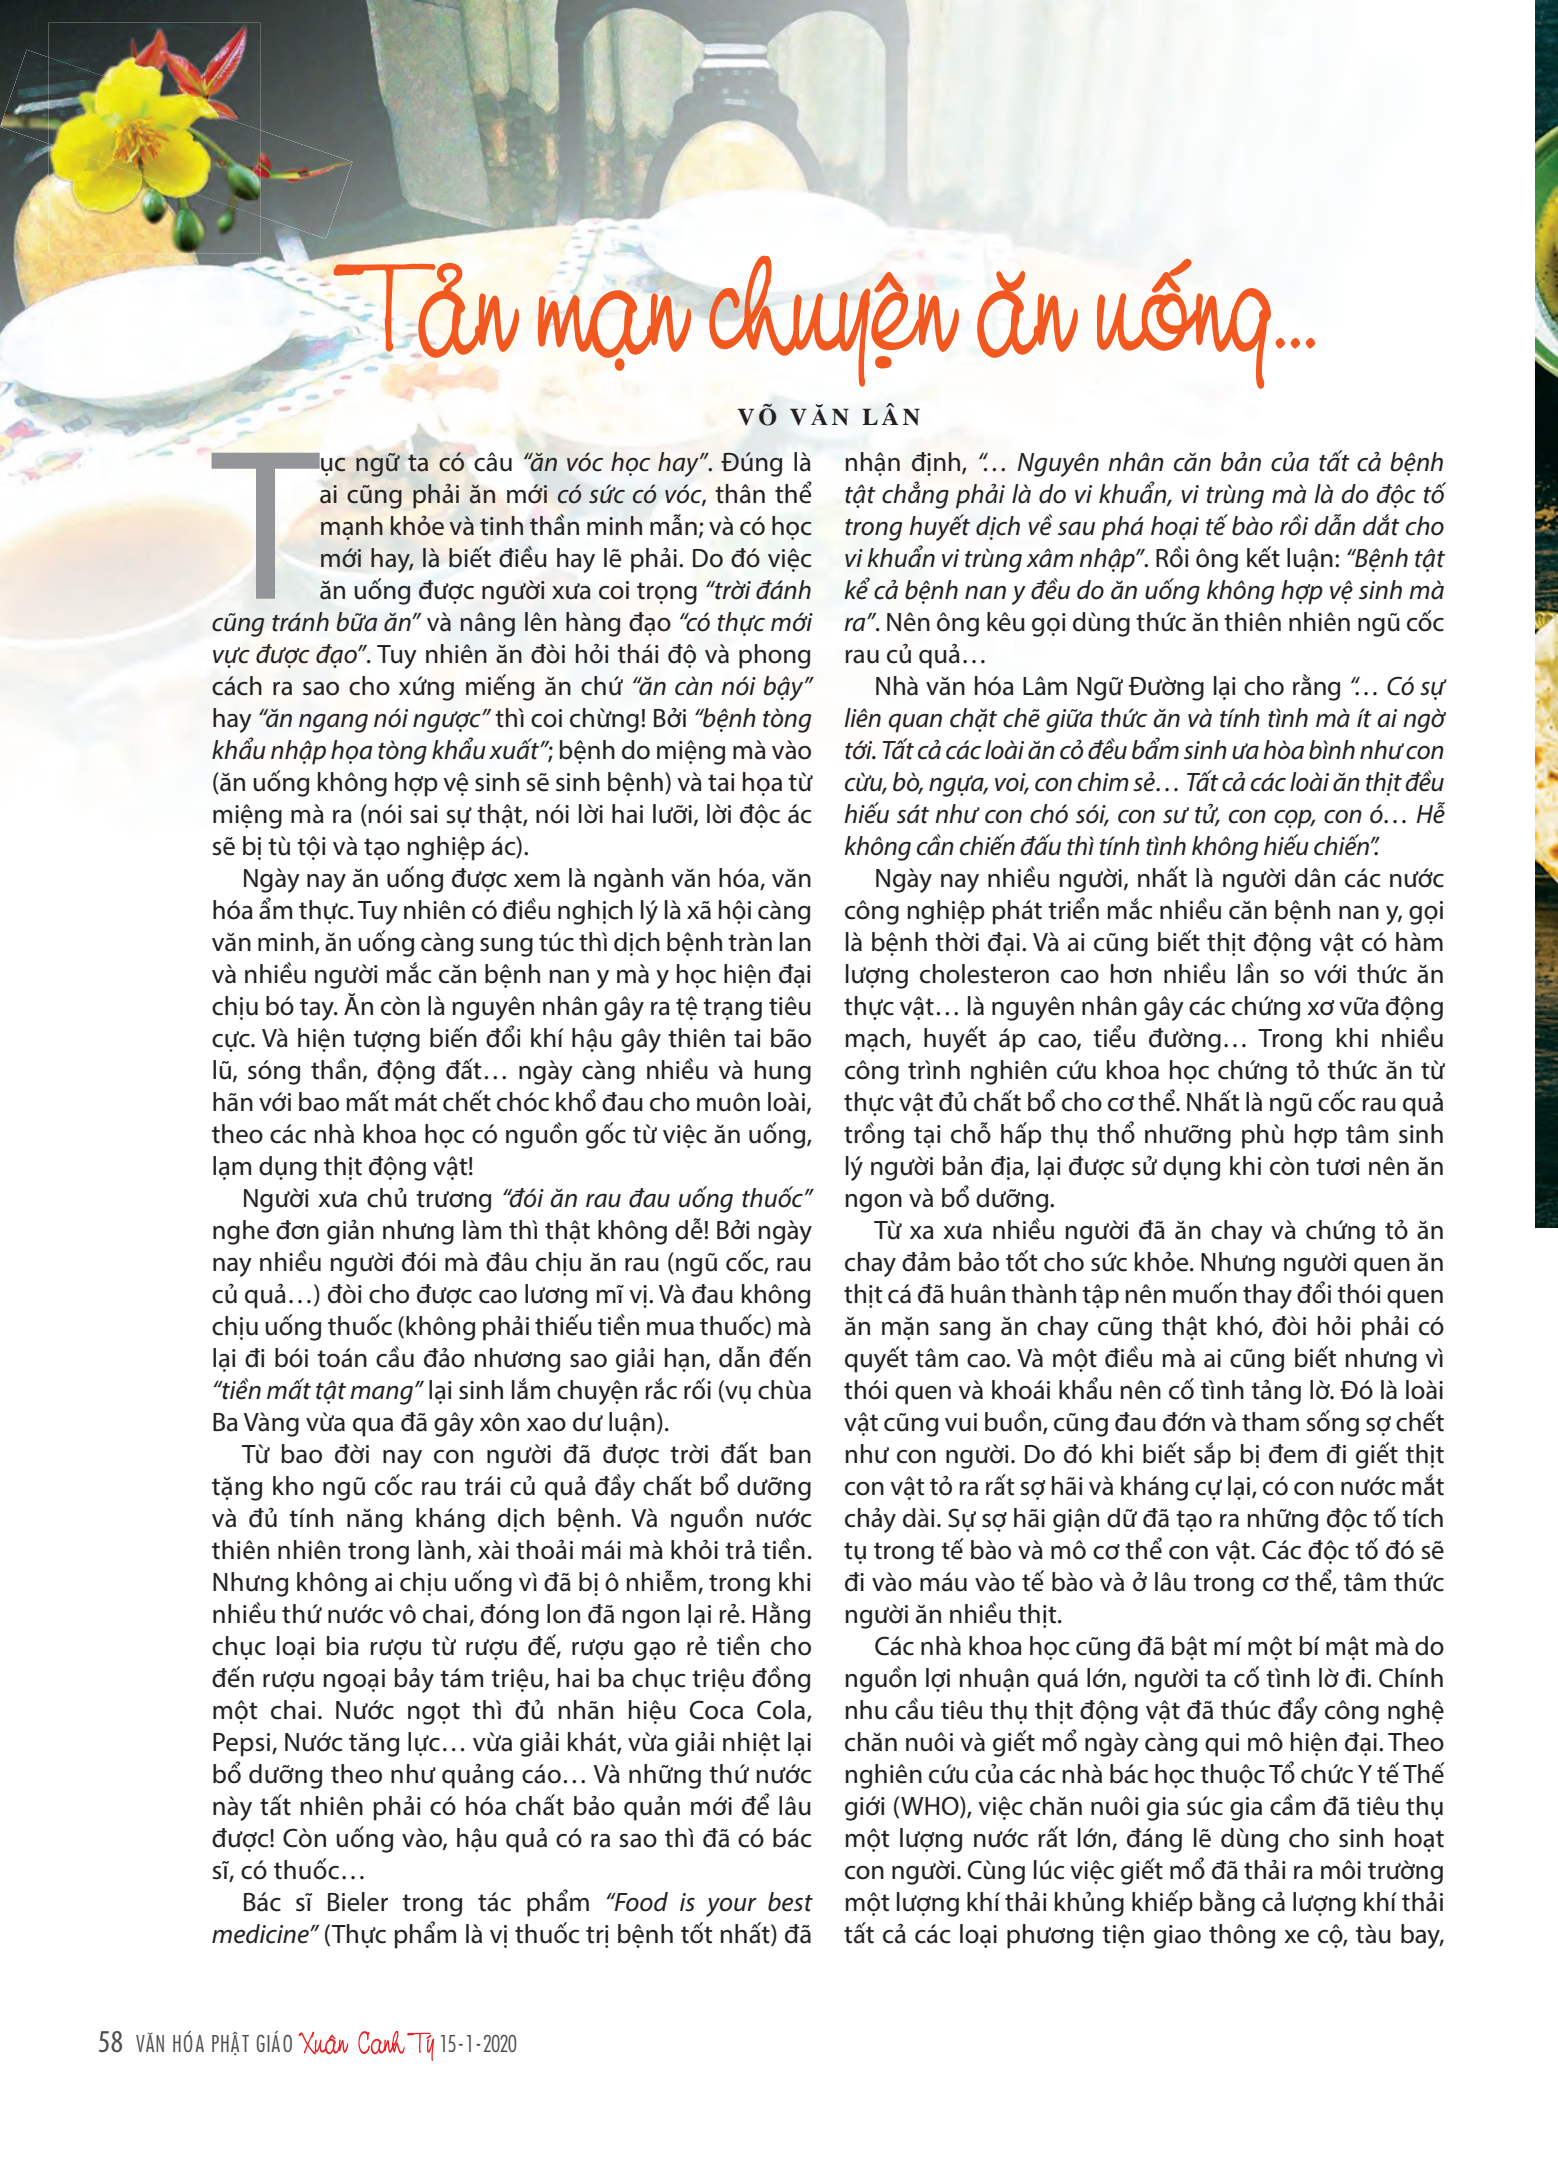 Tản mạn chuyện ăn uống...
VÕ VĂN LÂN
Tục ngữ ta có câu “ăn vóc học hay”. Đúng là
ai cũng phải ăn mới có sức có vóc, thân thể
mạnh khỏe và tinh thần minh mẫn; và có học
mới hay, là biết điều hay lẽ phải. Do đó việc
ăn uống được người xưa coi trọng “trời đánh
cũng tránh bữa ăn” và nâng lên hàng đạo “có thực mới
vực được đạo”. Tuy nhiên ăn đòi hỏi thái độ và phong
cách ra sao cho xứng miếng ăn chứ “ăn càn nói bậy”
hay “ăn ngang nói ngược” thì coi chừng! Bởi “bệnh tòng
khẩu nhập họa tòng khẩu xuất”; bệnh do miệng mà vào
(ăn uống không hợp vệ sinh sẽ sinh bệnh) và tai họa từ
miệng mà ra (nói sai sự thật, nói lời hai lưỡi, lời độc ác
sẽ bị tù tội và tạo nghiệp ác).
Ngày nay ăn uống được xem là ngành văn hóa, văn
hóa ẩm thực. Tuy nhiên có điều nghịch lý là xã hội càng
văn minh, ăn uống càng sung túc thì dịch bệnh tràn lan
và nhiều người mắc căn bệnh nan y mà y học hiện đại
chịu bó tay. Ăn còn là nguyên nhân gây ra tệ trạng tiêu
cực. Và hiện tượng biến đổi khí hậu gây thiên tai bão
lũ, sóng thần, động đất… ngày càng nhiều và hung
hãn với bao mất mát chết chóc khổ đau cho muôn loài,
theo các nhà khoa học có nguồn gốc từ việc ăn uống,
lạm dụng thịt động vật!
Người xưa chủ trương “đói ăn rau đau uống thuốc”
nghe đơn giản nhưng làm thì thật không dễ! Bởi ngày
nay nhiều người đói mà đâu chịu ăn rau (ngũ cốc, rau
củ quả…) đòi cho được cao lương mĩ vị. Và đau không
chịu uống thuốc (không phải thiếu tiền mua thuốc) mà
lại đi bói toán cầu đảo nhương sao giải hạn, dẫn đến
“tiền mất tật mang” lại sinh lắm chuyện rắc rối (vụ chùa
Ba Vàng vừa qua đã gây xôn xao dư luận).
Từ bao đời nay con người đã được trời đất ban
tặng kho ngũ cốc rau trái củ quả đầy chất bổ dưỡng
và đủ tính năng kháng dịch bệnh. Và nguồn nước
thiên nhiên trong lành, xài thoải mái mà khỏi trả tiền.
Nhưng không ai chịu uống vì đã bị ô nhiễm, trong khi
nhiều thứ nước vô chai, đóng lon đã ngon lại rẻ. Hằng
chục loại bia rượu từ rượu đế, rượu gạo rẻ tiền cho
đến rượu ngoại bảy tám triệu, hai ba chục triệu đồng
một chai. Nước ngọt thì đủ nhãn hiệu Coca Cola,
Pepsi, Nước tăng lực… vừa giải khát, vừa giải nhiệt lại
bổ dưỡng theo như quảng cáo… Và những thứ nước
này tất nhiên phải có hóa chất bảo quản mới để lâu
được! Còn uống vào, hậu quả có ra sao thì đã có bác
sĩ, có thuốc…
Bác sĩ Bieler trong tác phẩm “Food is your best
medicine” (Thực phẩm là vị thuốc trị bệnh tốt nhất) đã
nhận định, “… Nguyên nhân căn bản của tất cả bệnh
tật chẳng phải là do vi khuẩn, vi trùng mà là do độc tố
trong huyết dịch về sau phá hoại tế bào rồi dẫn dắt cho
vi khuẩn vi trùng xâm nhập”. Rồi ông kết luận: “Bệnh tật
kể cả bệnh nan y đều do ăn uống không hợp vệ sinh mà
ra”. Nên ông kêu gọi dùng thức ăn thiên nhiên ngũ cốc
rau củ quả…
Nhà văn hóa Lâm Ngữ Đường lại cho rằng “… Có sự
liên quan chặt chẽ giữa thức ăn và tính tình mà ít ai ngờ
tới. Tất cả các loài ăn cỏ đều bẩm sinh ưa hòa bình như con
cừu, bò, ngựa, voi, con chim sẻ… Tất cả các loài ăn thịt đều
hiếu sát như con chó sói, con sư tử, con cọp, con ó… Hễ
không cần chiến đấu thì tính tình không hiếu chiến”.
Ngày nay nhiều người, nhất là người dân các nước
công nghiệp phát triển mắc nhiều căn bệnh nan y, gọi
là bệnh thời đại. Và ai cũng biết thịt động vật có hàm
lượng cholesteron cao hơn nhiều lần so với thức ăn
thực vật… là nguyên nhân gây các chứng xơ vữa động
mạch, huyết áp cao, tiểu đường… Trong khi nhiều
công trình nghiên cứu khoa học chứng tỏ thức ăn từ
thực vật đủ chất bổ cho cơ thể. Nhất là ngũ cốc rau quả
trồng tại chỗ hấp thụ thổ nhưỡng phù hợp tâm sinh
lý người bản địa, lại được sử dụng khi còn tươi nên ăn
ngon và bổ dưỡng.
Từ xa xưa nhiều người đã ăn chay và chứng tỏ ăn
chay đảm bảo tốt cho sức khỏe. Nhưng người quen ăn
thịt cá đã huân thành tập nên muốn thay đổi thói quen
ăn mặn sang ăn chay cũng thật khó, đòi hỏi phải có
quyết tâm cao. Và một điều mà ai cũng biết nhưng vì
thói quen và khoái khẩu nên cố tình tảng lờ. Đó là loài
vật cũng vui buồn, cũng đau đớn và tham sống sợ chết
như con người. Do đó khi biết sắp bị đem đi giết thịt
con vật tỏ ra rất sợ hãi và kháng cự lại, có con nước mắt
chảy dài. Sự sợ hãi giận dữ đã tạo ra những độc tố tích
tụ trong tế bào và mô cơ thể con vật. Các độc tố đó sẽ
đi vào máu vào tế bào và ở lâu trong cơ thể, tâm thức
người ăn nhiều thịt.
Các nhà khoa học cũng đã bật mí một bí mật mà do
nguồn lợi nhuận quá lớn, người ta cố tình lờ đi. Chính
nhu cầu tiêu thụ thịt động vật đã thúc đẩy công nghệ
chăn nuôi và giết mổ ngày càng qui mô hiện đại. Theo
nghiên cứu của các nhà bác học thuộc Tổ chức Y tế Thế
giới (WHO), việc chăn nuôi gia súc gia cầm đã tiêu thụ
một lượng nước rất lớn, đáng lẽ dùng cho sinh hoạt
con người. Cùng lúc việc giết mổ đã thải ra môi trường
một lượng khí thải khủng khiếp bằng cả lượng khí thải
tất cả các loại phương tiện giao thông xe cộ, tàu bay,
58 VĂN HÓA PHẬT GIÁO Xuân Canh Tý 15-1-2020